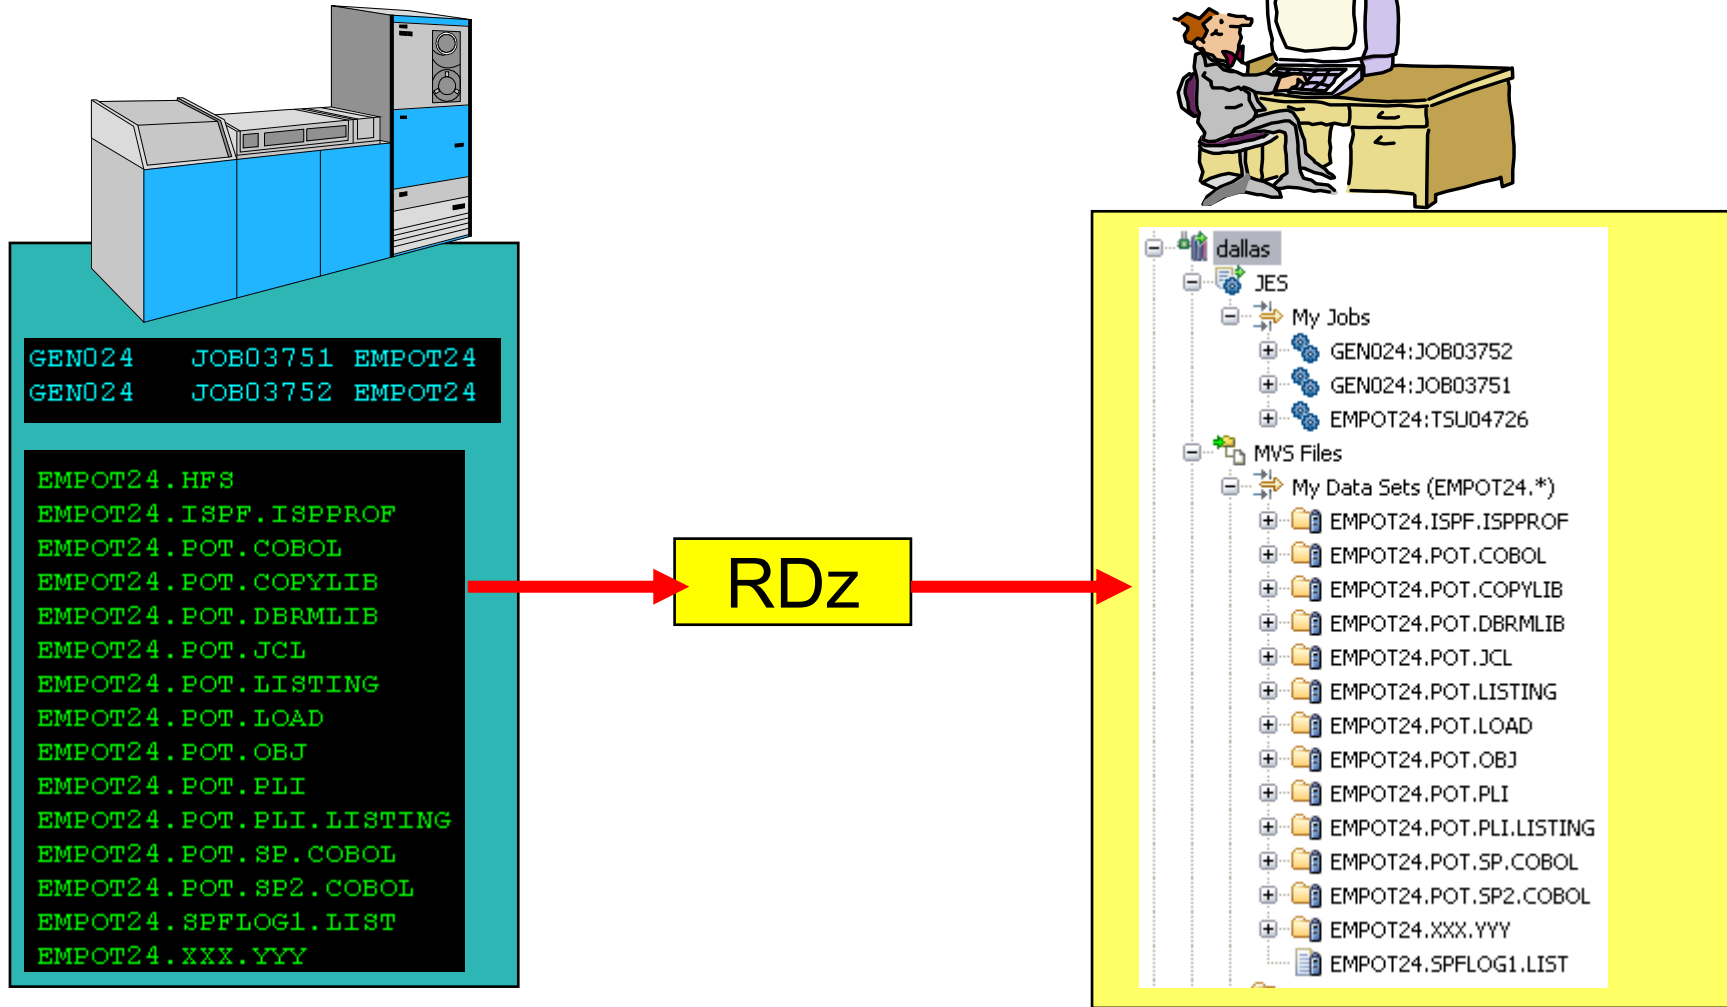 GEN024 JOB03751 EMPOT24
GEN024 JOB03752 EMPOT24
EMPOT24.HFS
EMPOT24.ISPF.ISPPROF
EMPOT24.POT.COBOL
EMPOT24.POT.COPYLIB
EMPOT24.POT.DBRMLIB
EMPOT24.POT.JCL
EMPOT24.POT.LISTING
EMPOT24.POT.LOAD
EMPOT24.POT.OBJ
EMPOT24.POT.PLI
EMPOT24.POT.PLI.LISTING
EMPOT24.POT.SP.COBOL
EMPOT24.POT.SP2.COBOL
EMPOT24.SPFLOG1.LIST
EMPOT24.XXX.YYY
RDz
dallas
JES
My Jobs
GEN024:JOB03752
GEN024:JOB03751
EMPOT24:TSU04726
MVS Files
My Data Sets (EMPOT24.*)
EMPOT24.ISPF.ISPPROF
EMPOT24.POT.COBOL
EMPOT24.POT.COPYLIB
EMPOT24.POT.DBRMLIB
EMPOT24.POT.JCL
EMPOT24.POT.LISTING
EMPOT24.POT.LOAD
EMPOT24.POT.OBJ
EMPOT24.POT.PLI
EMPOT24.POT.PLI.LISTING
EMPOT24.POT.SP.COBOL
EMPOT24.POT.SP2.COBOL
EMPOT24.XXX.YYY
EMPOT24.SPFLOG1.LIST